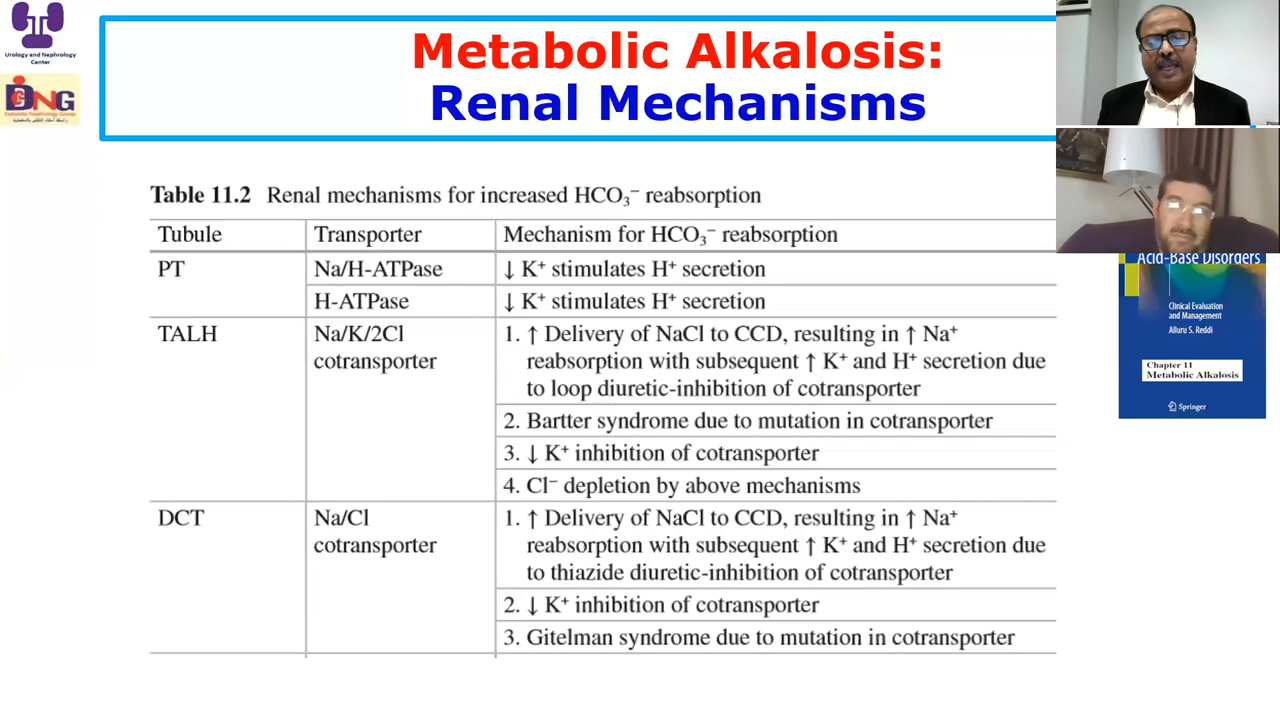 Urology and Nephrology
Center
Metabolic Alkalosis:
Renal Mechanisms
Table 11.2 Renal mechanisms for increased HCO₃⁻ reabsorption
Tubule Transporter Mechanism for HCO₃⁻ reabsorption
PT Na/H-ATPase ↓ K⁺ stimulates H⁺ secretion
H-ATPase ↓ K⁺ stimulates H⁺ secretion
TALH Na/K/2Cl 1. ↑ Delivery of NaCl to CCD, resulting in ↑ Na⁺
cotransporter reabsorption with subsequent ↑ K⁺ and H⁺ secretion due
to loop diuretic-inhibition of cotransporter
2. Bartter syndrome due to mutation in cotransporter
3. ↓ K⁺ inhibition of cotransporter
4. Cl⁻ depletion by above mechanisms
DCT Na/Cl 1. ↑ Delivery of NaCl to CCD, resulting in ↑ Na⁺
cotransporter reabsorption with subsequent ↑ K⁺ and H⁺ secretion due
to thiazide diuretic-inhibition of cotransporter
2. ↓ K⁺ inhibition of cotransporter
3. Gitelman syndrome due to mutation in cotransporter
Acid-Base Disorders
Clinical Evaluation
and Management
Alluru S. Reddi
Chapter 11
Metabolic Alkalosis
Springer